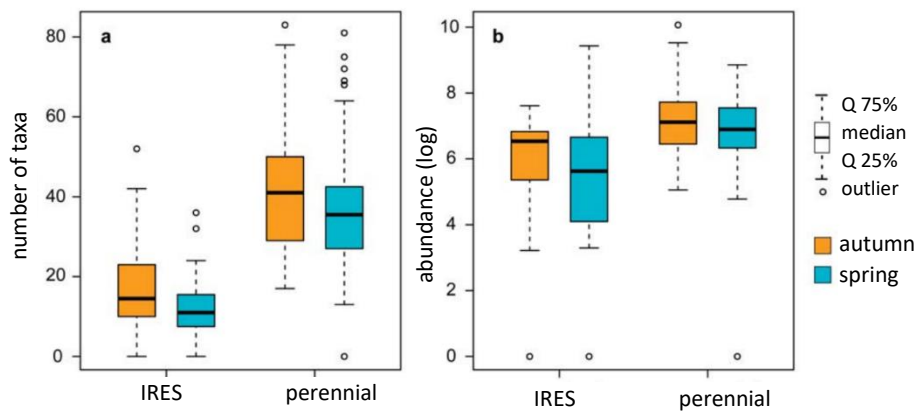 a
80
60
40
20
0
number of taxa
IRES
perennial
b
10
8
6
4
2
0
abundance (log)
IRES
perennial
Q 75%
median
Q 25%
outlier
autumn
spring